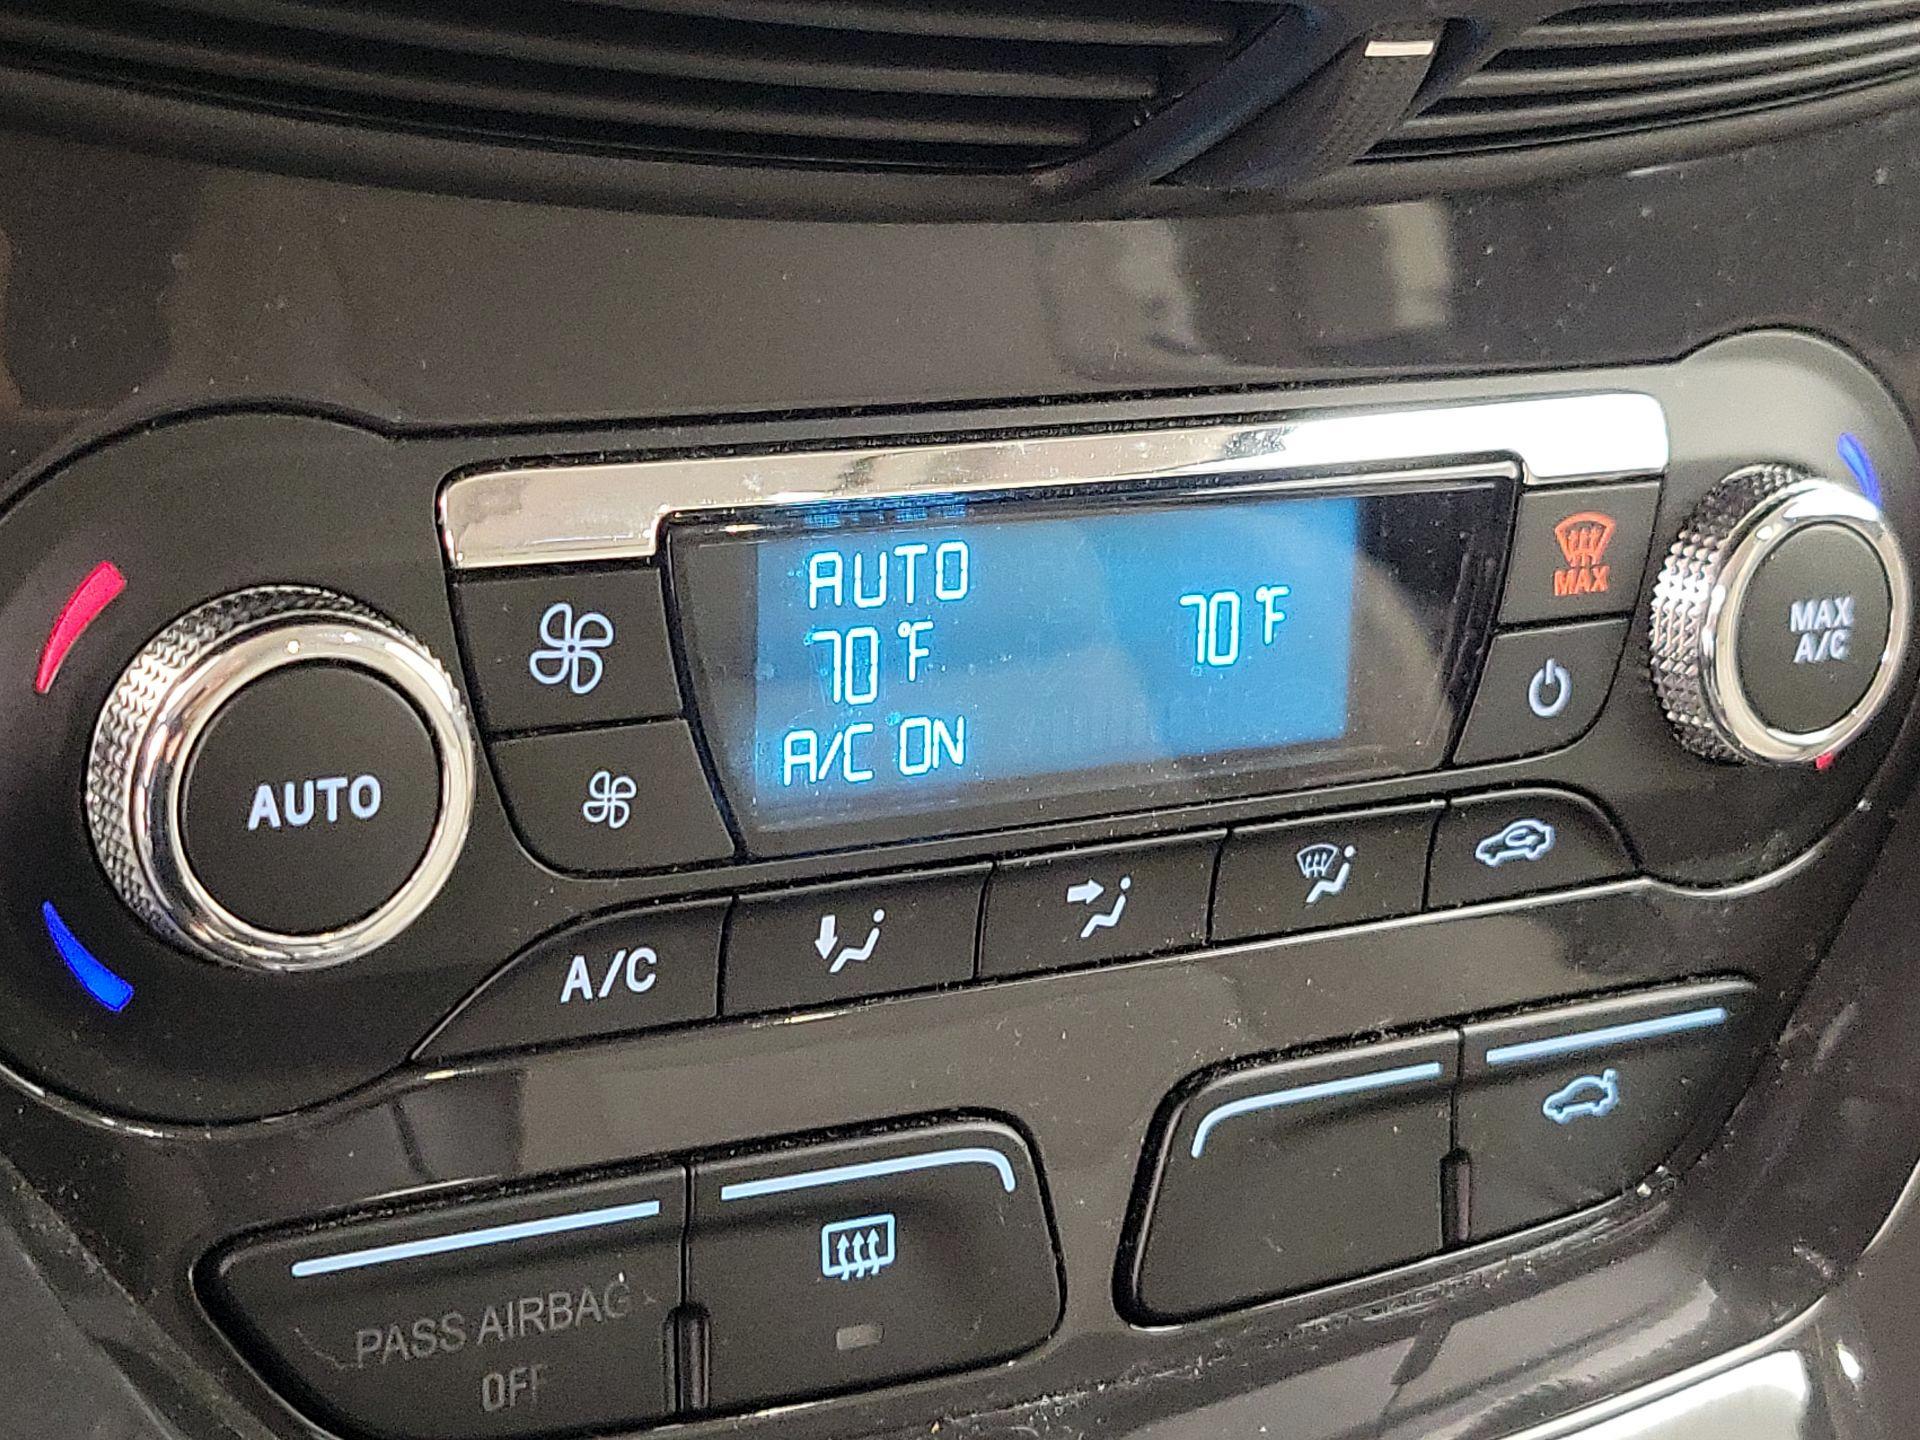 AUTO
70°F
70°F
A/C ON
MAX
MAX
A/C
AUTO
A/C
PASS AIRBAG
OFF